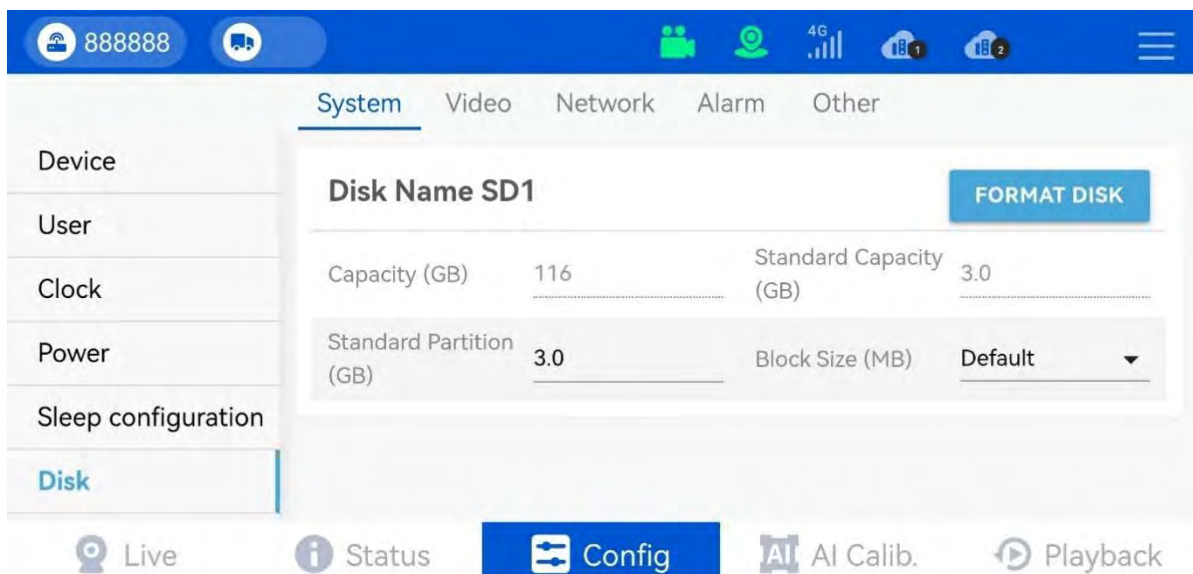 888888
4G
1
2
System Video Network Alarm Other
Device
User
Clock
Power
Sleep configuration
Disk
Disk Name SD1
FORMAT DISK
Capacity (GB) 116
Standard Capacity
(GB) 3.0
Standard Partition
(GB) 3.0
Block Size (MB) Default
Live
Status
Config
AI AI Calib.
Playback